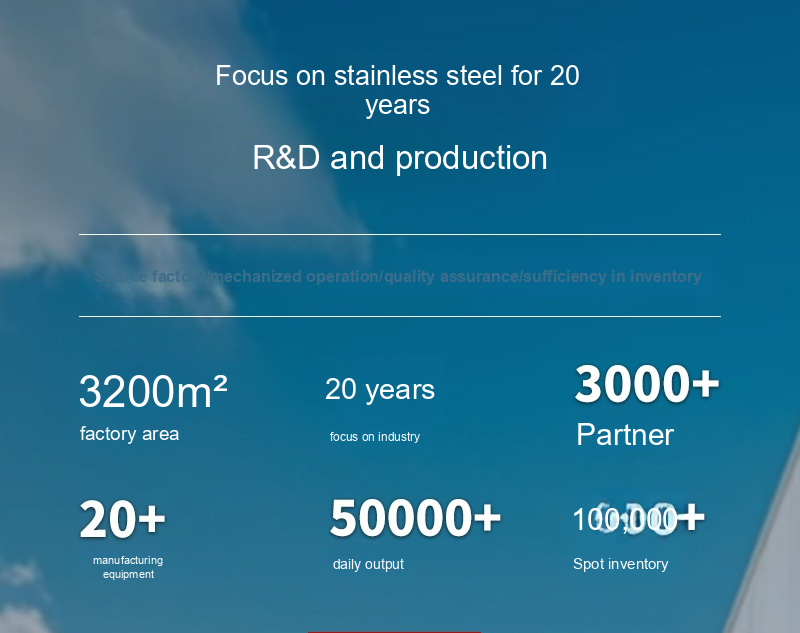 Focus on stainless steel for 20
years
R&D and production
Source factory/mechanized operation/quality assurance/sufficiency in inventory
3200m²
20 years
3000+
factory area
focus on industry
Partner
20+
50000+
100,000+
manufacturing
equipment
daily output
Spot inventory